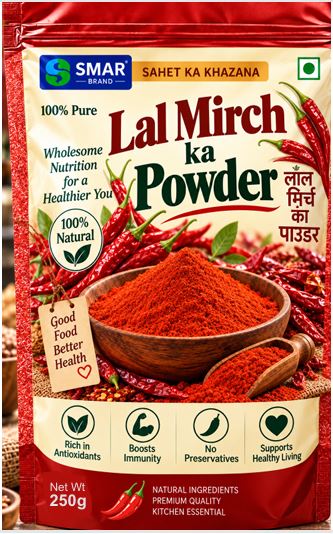 SMAR
BRAND
SAHET KA KHAZANA
100% Pure
Lal Mirch
ka
Powder
Wholesome
Nutrition
for a
Healthier You
लाल
मिर्च
का
पाउडर
100%
Natural
Good
Food
Better
Health
Rich in
Antioxidants
Boosts
Immunity
No
Preservatives
Supports
Healthy Living
Net Wt
250g
NATURAL INGREDIENTS
PREMIUM QUALITY
KITCHEN ESSENTIAL